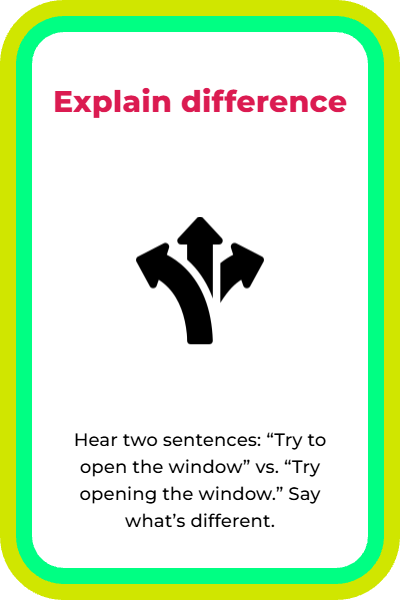 Explain difference
Hear two sentences: “Try to
open the window” vs. “Try
opening the window.” Say
what’s different.